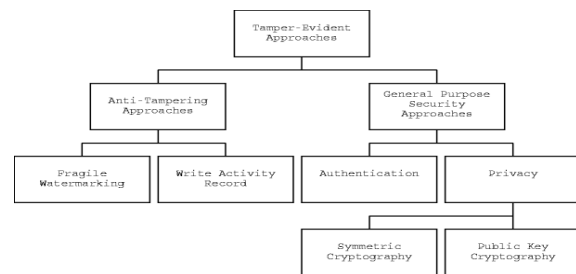 Tamper-Evident
Approaches
Anti-Tampering
Approaches
General Purpose
Security
Approaches
Fragile
Watermarking
Write Activity
Record
Authentication
Privacy
Symmetric
Cryptography
Public Key
Cryptography